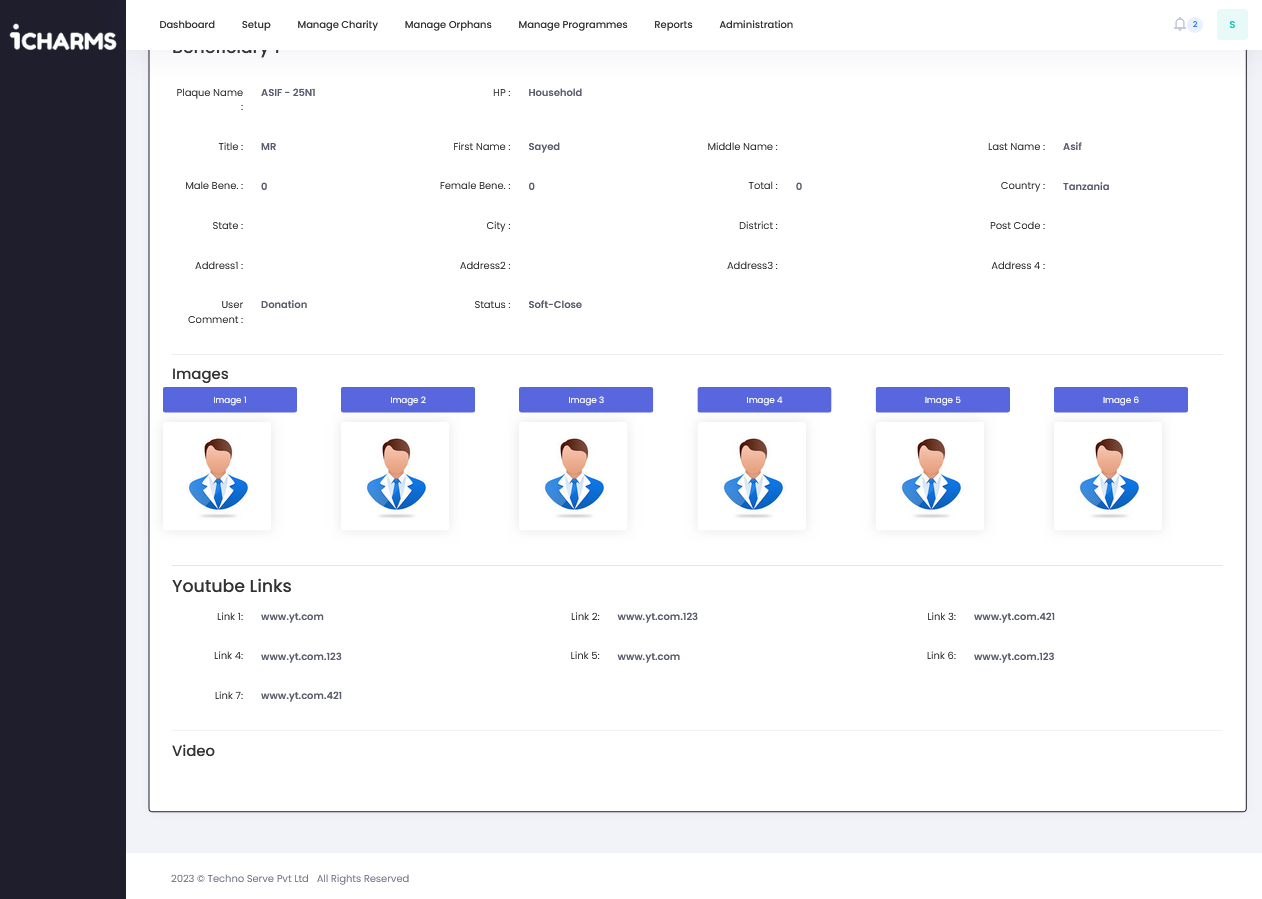 iCHARMS
Dashboard Setup Manage Charity Manage Orphans Manage Programmes Reports Administration 2 S
Beneficiary 1
Plaque Name : ASIF - 25N1 HP : Household
Title : MR First Name : Sayed Middle Name : Last Name : Asif
Male Bene. : 0 Female Bene. : 0 Total : 0 Country : Tanzania
State : City : District : Post Code :
Address1 : Address2 : Address3 : Address 4 :
User Comment : Donation Status : Soft-Close
Images
Image 1 Image 2 Image 3 Image 4 Image 5 Image 6
Youtube Links
Link 1: www.yt.com Link 2: www.yt.com.123 Link 3: www.yt.com.421
Link 4: www.yt.com.123 Link 5: www.yt.com Link 6: www.yt.com.123
Link 7: www.yt.com.421
Video
2023 © Techno Serve Pvt Ltd All Rights Reserved